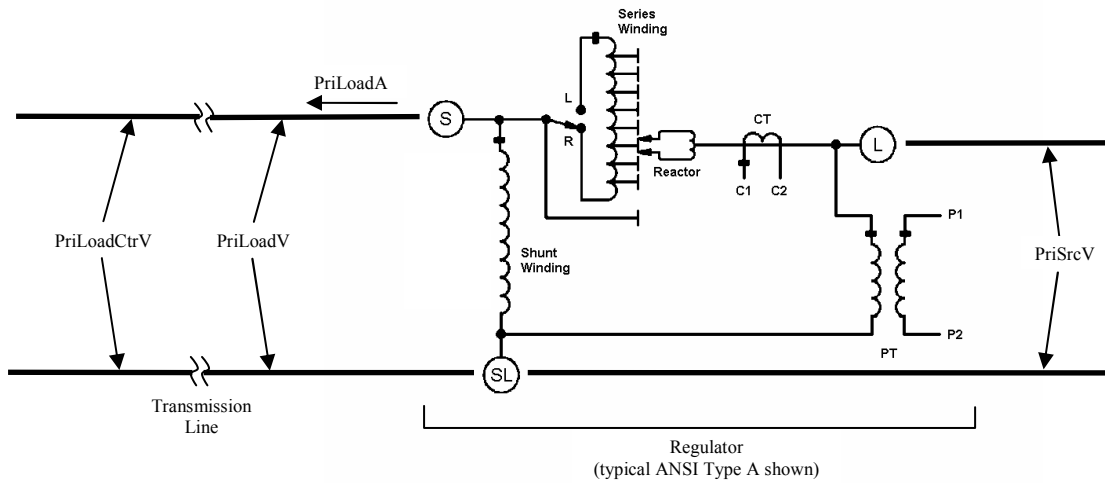 Series
Winding
PriLoadA
S
L
R
CT
L
Reactor
C1
C2
PriLoadCtrV
PriLoadV
Shunt
Winding
P1
PriSrcV
P2
PT
SL
Transmission
Line
Regulator
(typical ANSI Type A shown)